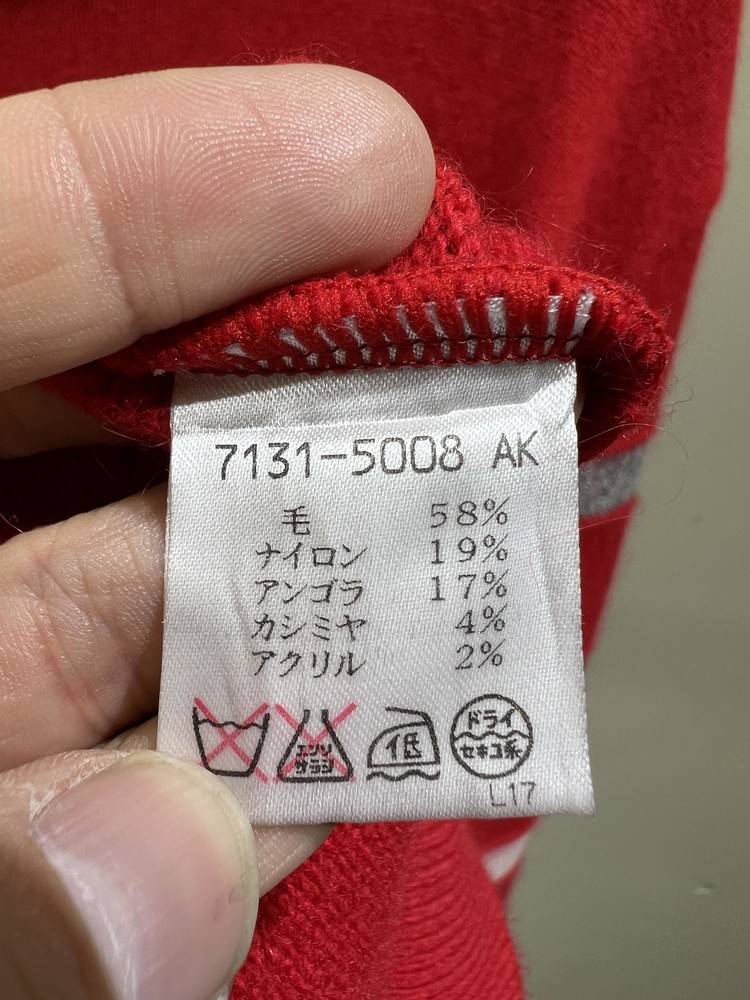 7131-5008 AK
毛 58%
ナイロン 19%
アンゴラ 17%
カシミヤ 4%
アクリル 2%
エンソ
サラシ
低
ドライ
セキユ系
L17